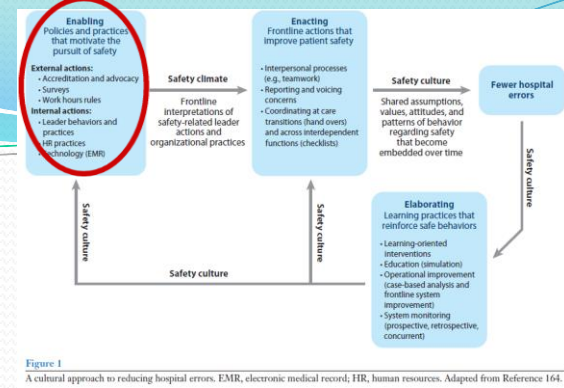 Enabling
Policies and practices
that motivate the
pursuit of safety
External actions:
• Accreditation and advocacy
• Surveys
• Work hours rules
Internal actions:
• Leader behaviors and
practices
• HR practices
• Technology (EMR)
Safety climate
Frontline
interpretations of
safety-related leader
actions and
organizational practices
Enacting
Frontline actions that
improve patient safety
• Interpersonal processes
(e.g., teamwork)
• Reporting and voicing
concerns
• Coordinating at care
transitions (hand overs)
and across interdependent
functions (checklists)
Safety culture
Shared assumptions,
values, attitudes, and
patterns of behavior
regarding safety
that become
embedded over time
Fewer hospital
errors
Safety culture
Elaborating
Learning practices that
reinforce safe behaviors
• Learning-oriented
interventions
• Education (simulation)
• Operational improvement
(case-based analysis and
frontline system
improvement)
• System monitoring
(prospective, retrospective,
concurrent)
Safety culture
Safety culture
Safety culture
Figure 1
A cultural approach to reducing hospital errors. EMR, electronic medical record; HR, human resources. Adapted from Reference 164.